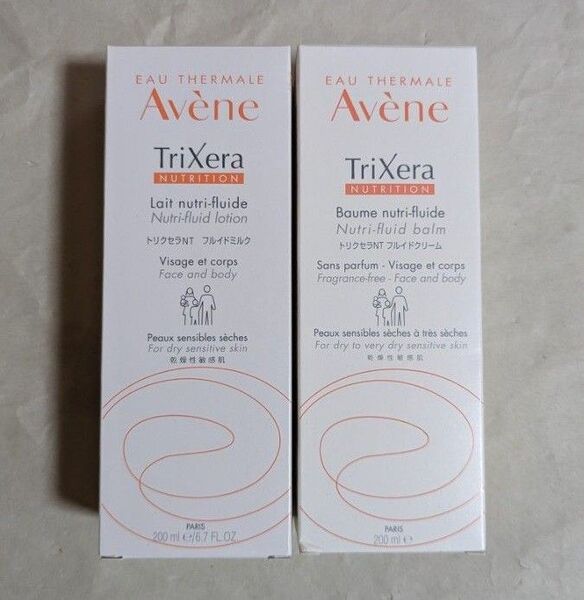 EAU THERMALE
Avène
TriXera
NUTRITION
Lait nutri-fluide
Nutri-fluid lotion
トリクセラNT フルイドミルク
Visage et corps
Face and body
Peaux sensibles sèches
For dry sensitive skin
乾燥性敏感肌
PARIS
200 ml ℮/6.7 FL.OZ.
EAU THERMALE
Avène
TriXera
NUTRITION
Baume nutri-fluide
Nutri-fluid balm
トリクセラNT フルイドクリーム
Sans parfum - Visage et corps
Fragrance-free - Face and body
Peaux sensibles sèches à très sèches
For dry to very dry sensitive skin
乾燥性敏感肌
PARIS
200 ml ℮